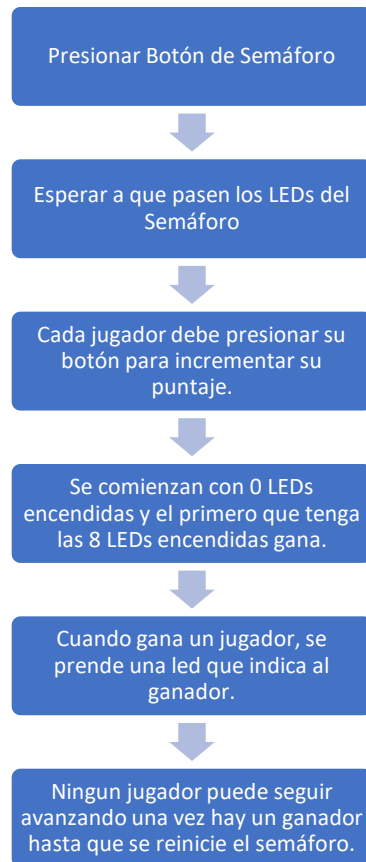 Presionar Botón de Semáforo
Esperar a que pasen los LEDs del
Semáforo
Cada jugador debe presionar su
botón para incrementar su
puntaje.
Se comienzan con 0 LEDs
encendidas y el primero que tenga
las 8 LEDs encendidas gana.
Cuando gana un jugador, se
prende una led que indica al
ganador.
Ningun jugador puede seguir
avanzando una vez hay un ganador
hasta que se reinicie el semáforo.